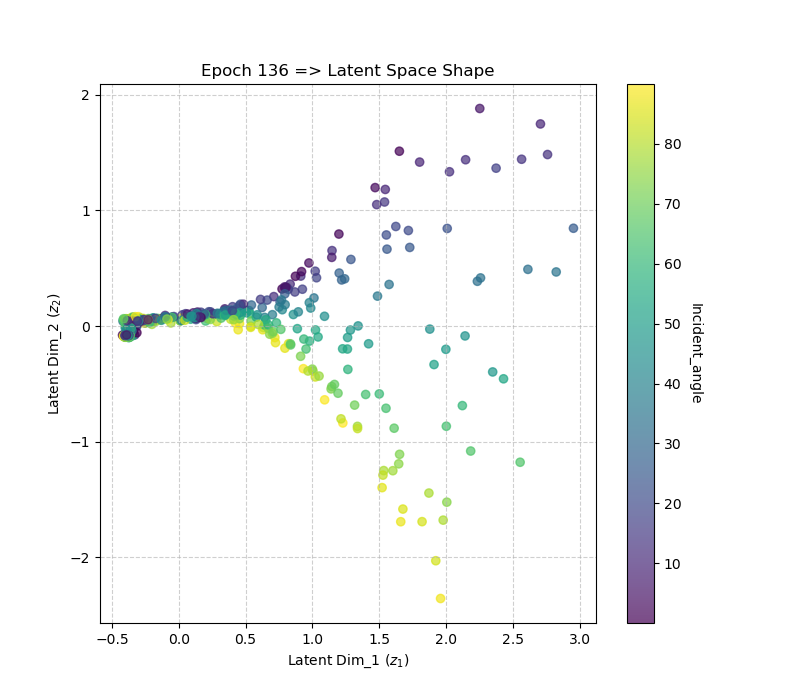 Epoch 136 => Latent Space Shape
2
1
0
−1
−2
Latent Dim_2 (z₂)
−0.5 0.0 0.5 1.0 1.5 2.0 2.5 3.0
Latent Dim_1 (z₁)
80
70
60
50
40
30
20
10
Incident_angle